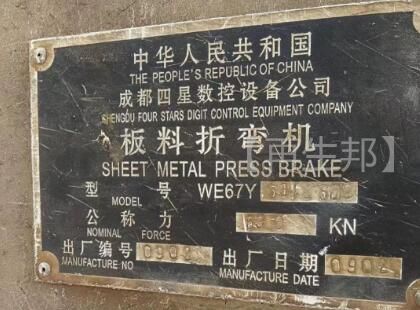 中华人民共和国
THE PEOPLE'S REPUBLIC OF CHINA
成都四星数控设备公司
SHENGDU FOUR STARS DIGIT CONTROL EQUIPMENT COMPANY
板料折弯机
SHEET METAL PRESS BRAKE
型号 WE67Y
MODEL
公称力 KN
NOMINAL FORCE
出厂编号 出厂日期
MANUFACTURE NO MANUFACTURE DATE